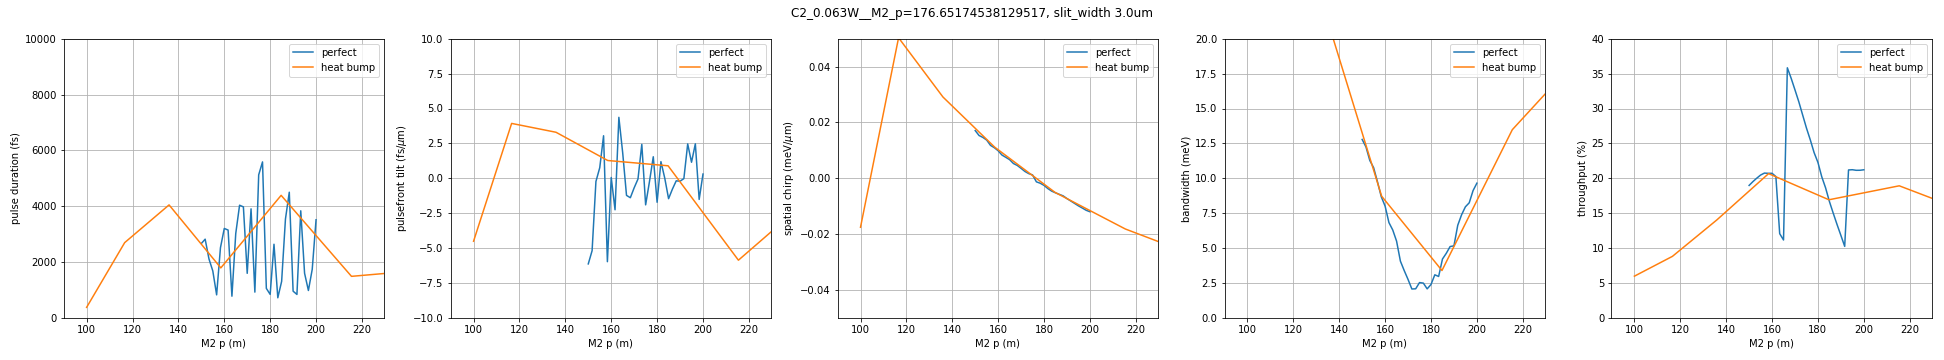 C2_0.063W__M2_p=176.65174538129517, slit_width 3.0um
pulse duration (fs)
10000
8000
6000
4000
2000
0
perfect
heat bump
100 120 140 160 180 200 220
M2 p (m)
pulsefront tilt (fs/μm)
10.0
7.5
5.0
2.5
0.0
−2.5
−5.0
−7.5
−10.0
perfect
heat bump
100 120 140 160 180 200 220
M2 p (m)
spatial chirp (meV/μm)
0.04
0.02
0.00
−0.02
−0.04
perfect
heat bump
100 120 140 160 180 200 220
M2 p (m)
bandwidth (meV)
20.0
17.5
15.0
12.5
10.0
7.5
5.0
2.5
0.0
perfect
heat bump
100 120 140 160 180 200 220
M2 p (m)
throughput (%)
40
35
30
25
20
15
10
5
0
perfect
heat bump
100 120 140 160 180 200 220
M2 p (m)